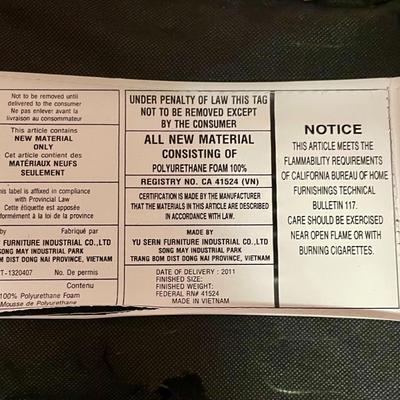 Not to be removed until
delivered to the consumer
Ne pas enlever avant
livraison au consommateur
This article contains
NEW MATERIAL
ONLY
Cet article contient des
MATÉRIAUX NEUFS
SEULEMENT
this label is affixed in compliance
with Provincial Law
Cette étiquette est apposée
conformément à loi de la province
by Fabriqué par
FURNITURE INDUSTRIAL CO.,LTD
SONG MAY INDUSTRIAL PARK
BOM DIST DONG NAI PROVINCE, VIETNAM
T-1320407 No. De permis
Contenu
100% Polyurethane Foam
Mousse de Polyurethane
UNDER PENALTY OF LAW THIS TAG
NOT TO BE REMOVED EXCEPT
BY THE CONSUMER
ALL NEW MATERIAL
CONSISTING OF
POLYURETHANE FOAM 100%
REGISTRY NO. CA 41524 (VN)
CERTIFICATION IS MADE BY THE MANUFACTURER
THAT THE MATERIALS IN THIS ARTICLE ARE DESCRIBED
IN ACCORDANCE WITH LAW.
MADE BY
YU SERN FURNITURE INDUSTRIAL CO.,LTD
SONG MAY INDUSTRIAL PARK
TRANG BOM DIST DONG NAI PROVINCE, VIETNAM
DATE OF DELIVERY : 2011
FINISHED SIZE:
FINISHED WEIGHT:
FEDERAL RN# 41524
MADE IN VIETNAM
NOTICE
THIS ARTICLE MEETS THE
FLAMMABILITY REQUIREMENTS
OF CALIFORNIA BUREAU OF HOME
FURNISHINGS TECHNICAL
BULLETIN 117.
CARE SHOULD BE EXERCISED
NEAR OPEN FLAME OR WITH
BURNING CIGARETTES.